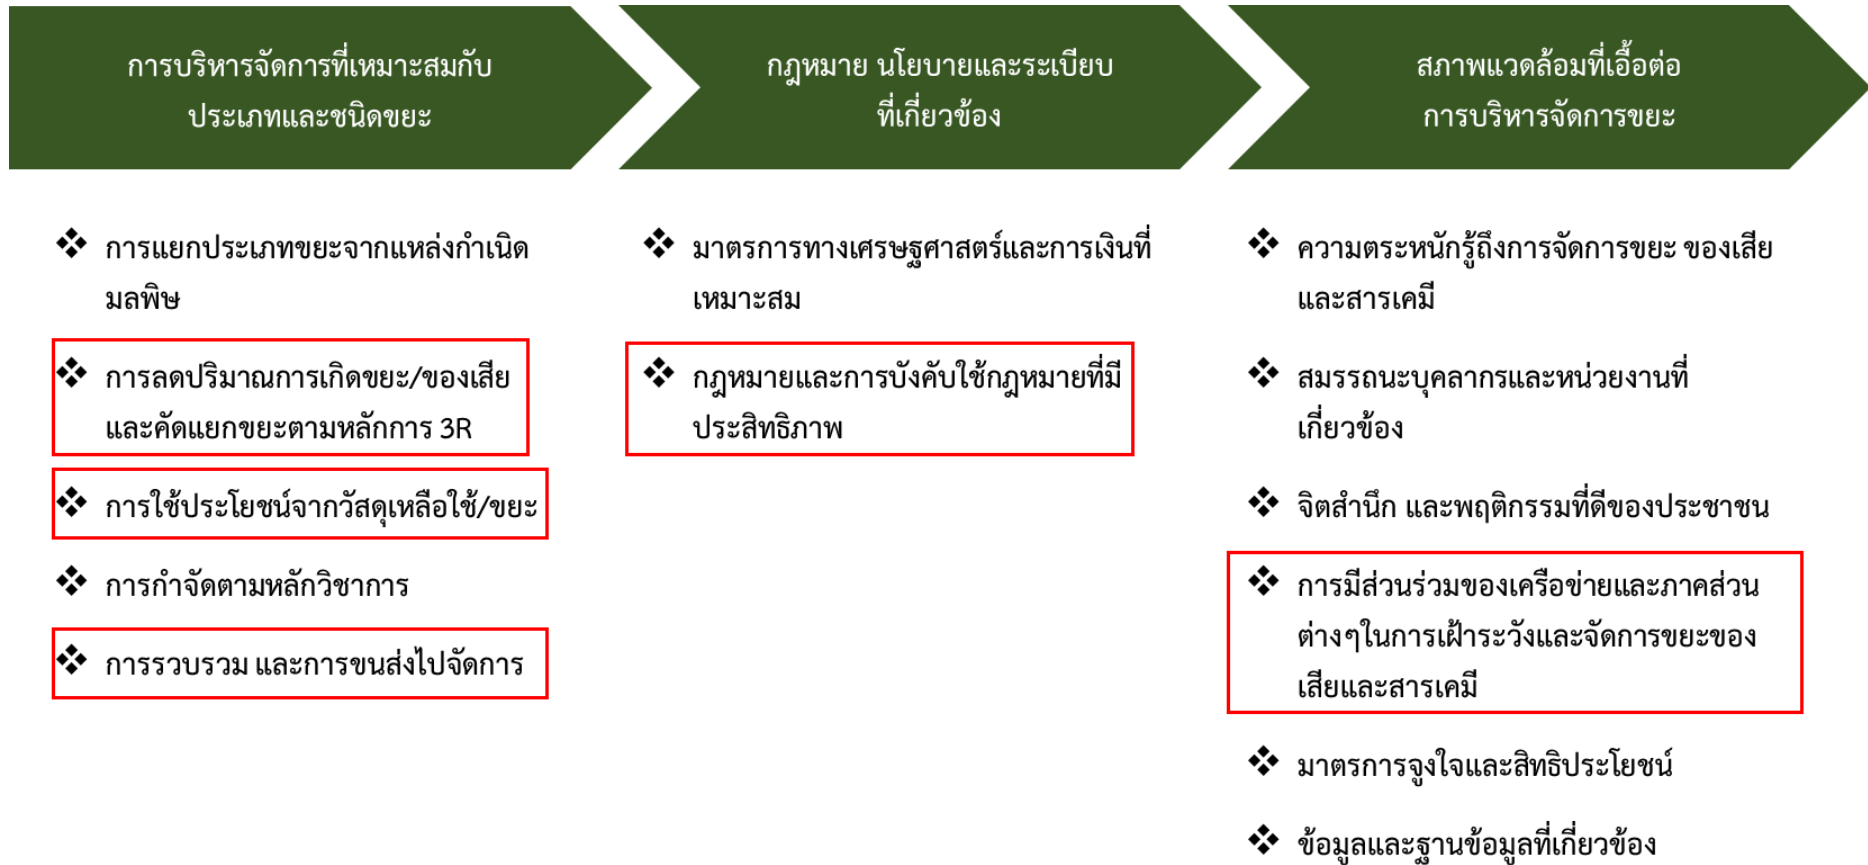 การบริหารจัดการที่เหมาะสมกับ
ประเภทและชนิดขยะ
กฎหมาย นโยบายและระเบียบ
ที่เกี่ยวข้อง
สภาพแวดล้อมที่เอื้อต่อ
การบริหารจัดการขยะ
❖ การแยกประเภทขยะจากแหล่งกำเนิด
มลพิษ
❖ การลดปริมาณการเกิดขยะ/ของเสีย
และคัดแยกขยะตามหลักการ 3R
❖ การใช้ประโยชน์จากวัสดุเหลือใช้/ขยะ
❖ การกำจัดตามหลักวิชาการ
❖ การรวบรวม และการขนส่งไปจัดการ
❖ มาตรการทางเศรษฐศาสตร์และการเงินที่
เหมาะสม
❖ กฎหมายและการบังคับใช้กฎหมายที่มี
ประสิทธิภาพ
❖ ความตระหนักรู้ถึงการจัดการขยะ ของเสีย
และสารเคมี
❖ สมรรถนะบุคลากรและหน่วยงานที่
เกี่ยวข้อง
❖ จิตสำนึก และพฤติกรรมที่ดีของประชาชน
❖ การมีส่วนร่วมของเครือข่ายและภาคส่วน
ต่างๆในการเฝ้าระวังและจัดการขยะของ
เสียและสารเคมี
❖ มาตรการจูงใจและสิทธิประโยชน์
❖ ข้อมูลและฐานข้อมูลที่เกี่ยวข้อง